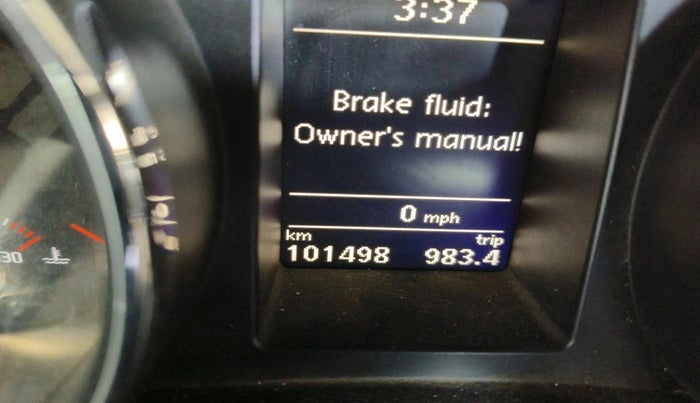 3:37
Brake fluid:
Owner's manual!
0 mph
km trip
101498 983.4
30